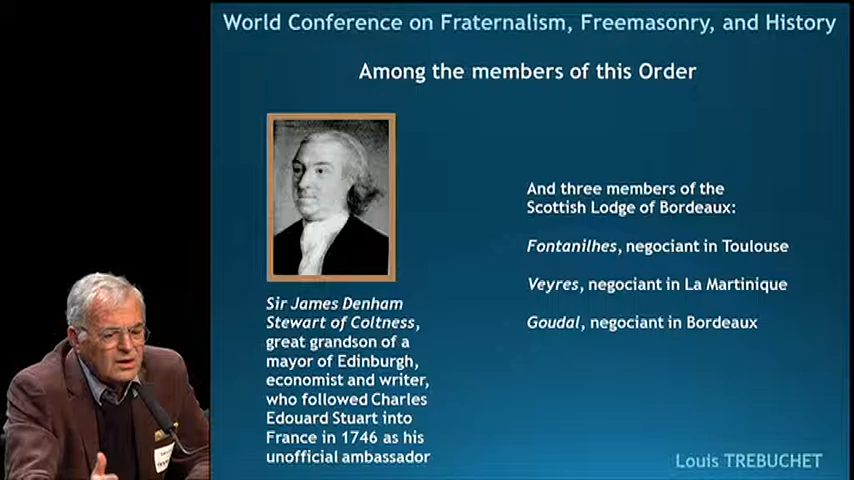 World Conference on Fraternalism, Freemasonry, and History
Among the members of this Order
Sir James Denham
Stewart of Coltness,
great grandson of a
mayor of Edinburgh,
economist and writer,
who followed Charles
Edouard Stuart into
France in 1746 as his
unofficial ambassador
And three members of the
Scottish Lodge of Bordeaux:
Fontanilhes, negociant in Toulouse
Veyres, negociant in La Martinique
Goudal, negociant in Bordeaux
Louis TREBUCHET